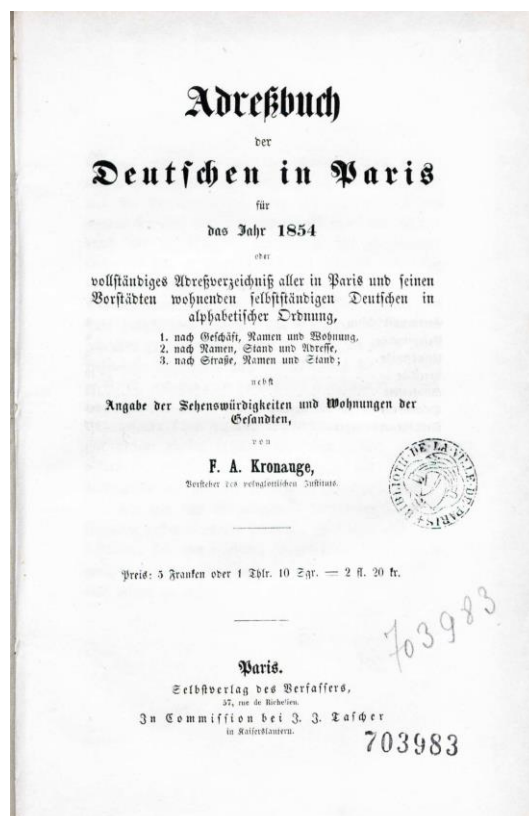 Adreßbuch
der
Deutschen in Paris
für
das Jahr 1854
oder
vollständiges Adreßverzeichniß aller in Paris und seinen
Vorstädten wohnenden selbstständigen Deutschen in
alphabetischer Ordnung,
1. nach Geschäft, Namen und Wohnung,
2. nach Namen, Stand und Adresse,
3. nach Straße, Namen und Stand;
nebst
Angabe der Sehenswürdigkeiten und Wohnungen der
Gesandten,
von
F. A. Kronauge,
Vorsteher des polyglottischen Instituts.
BIBLIOTH. DE LA VILLE DE PARIS
Preis: 5 Franken oder 1 Thlr. 10 Sgr. = 2 fl. 20 kr.
703983
Paris.
Selbstverlag des Verfassers,
57, rue de Richelieu.
In Commission bei J. J. Tascher
in Kaiserslautern.
703983